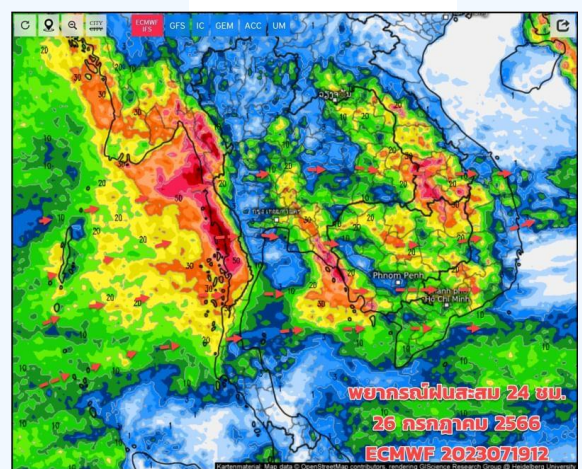 CITY
ECMWF IFS GFS IC GEM ACC UM
Phnom Penh
Hồ Chí Minh
พยากรณ์ฝนสะสม 24 ชม.
26 กรกฎาคม 2566
ECMWF 2023071912
Kartenmaterial: Map data © OpenStreetMap contributors, rendering GIScience Research Group @ Heidelberg University